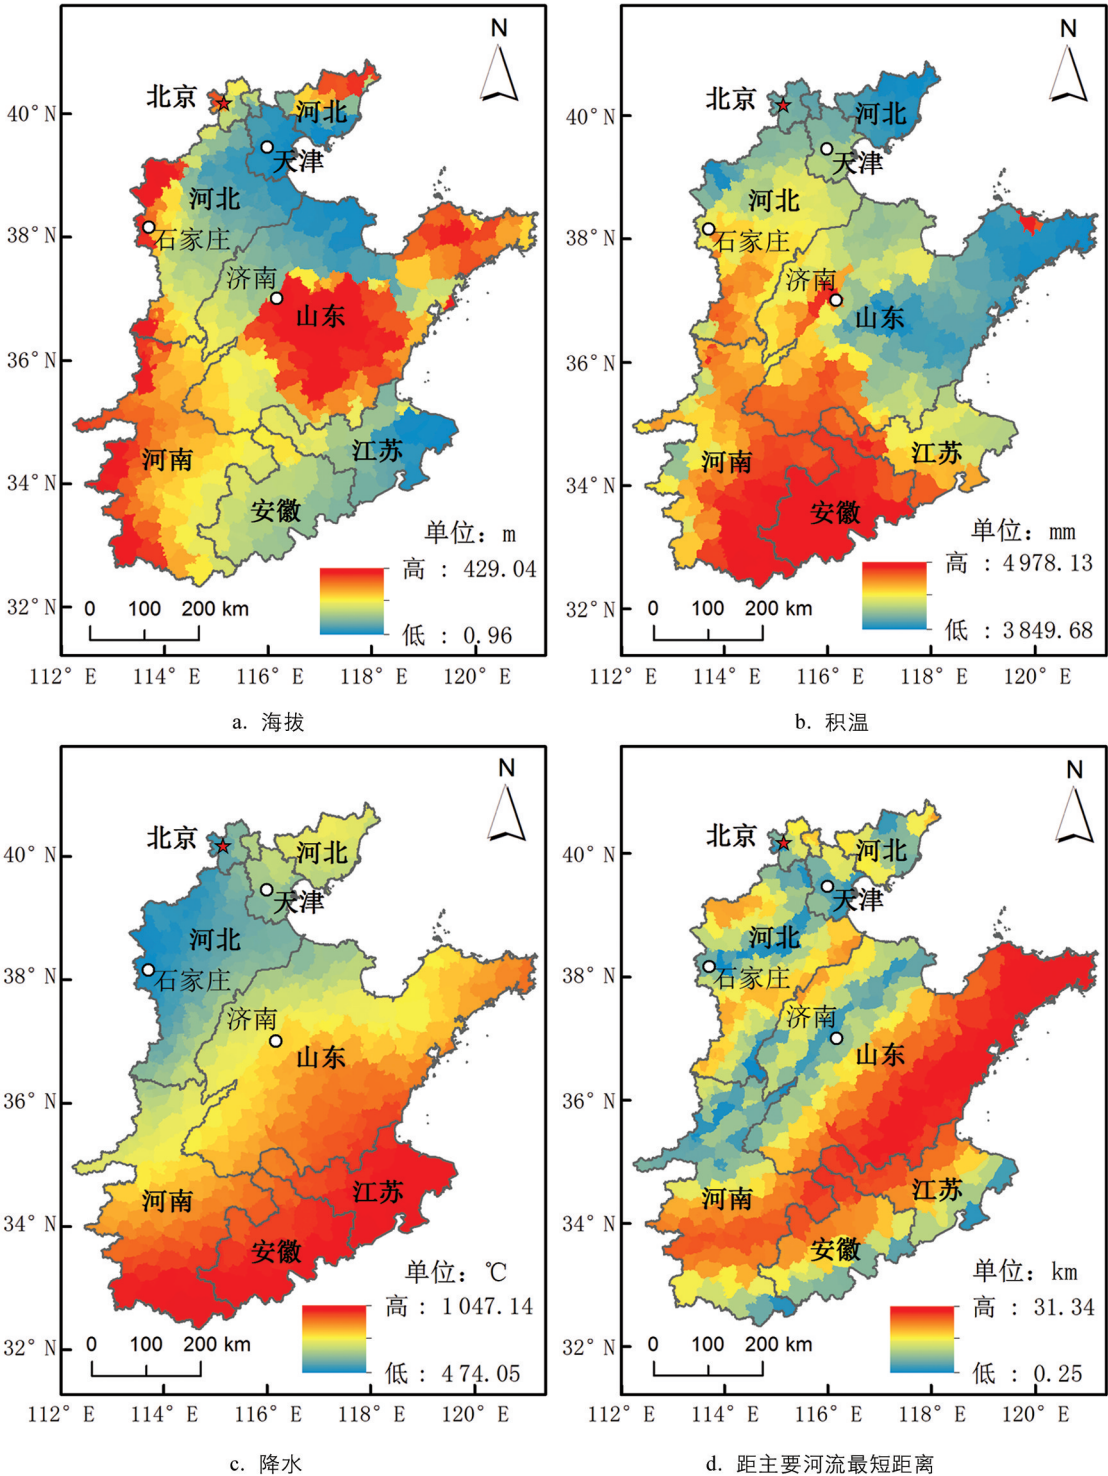 N
40° N
38° N
36° N
34° N
32° N
北京
河北
天津
河北
石家庄
济南
山东
河南
江苏
安徽
单位：m
高 : 429.04
低 : 0.96
0 100 200 km
112° E 114° E 116° E 118° E 120° E
a. 海拔
N
40° N
38° N
36° N
34° N
32° N
北京
河北
天津
河北
石家庄
济南
山东
河南
江苏
安徽
单位：mm
高 : 4 978.13
低 : 3 849.68
0 100 200 km
112° E 114° E 116° E 118° E 120° E
b. 积温
N
40° N
38° N
36° N
34° N
32° N
北京
河北
天津
河北
石家庄
济南
山东
河南
江苏
安徽
单位：℃
高 : 1 047.14
低 : 474.05
0 100 200 km
112° E 114° E 116° E 118° E 120° E
c. 降水
N
40° N
38° N
36° N
34° N
32° N
北京
河北
天津
河北
石家庄
济南
山东
河南
江苏
安徽
单位：km
高 : 31.34
低 : 0.25
0 100 200 km
112° E 114° E 116° E 118° E 120° E
d. 距主要河流最短距离